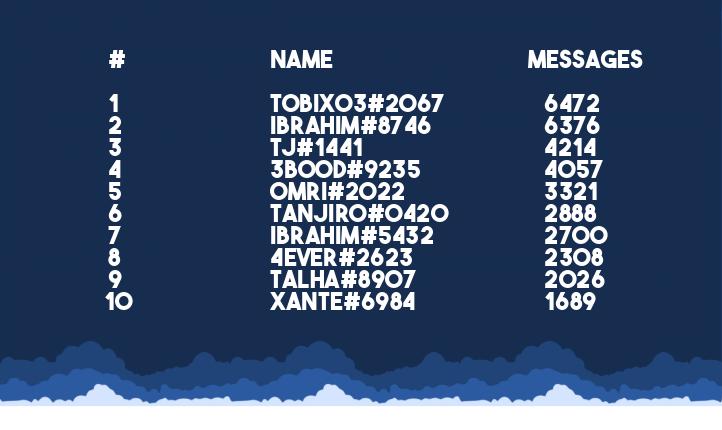 # NAME MESSAGES
1 TOBIXO3#2067 6472
2 IBRAHIM#8746 6376
3 TJ#1441 4214
4 3BOOD#9235 4057
5 OMRI#2022 3321
6 TANJIRO#0420 2888
7 IBRAHIM#5432 2700
8 4EVER#2623 2308
9 TALHA#8907 2026
10 XANTE#6984 1689